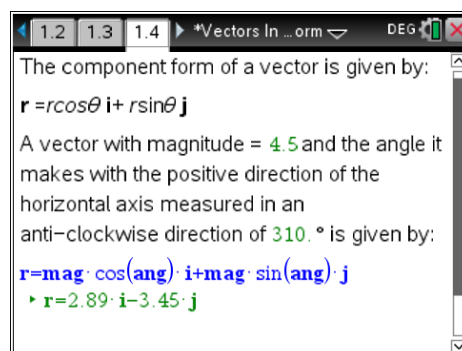 1.2 1.3 1.4 *Vectors In ...orm DEG
The component form of a vector is given by:
r =rcosθ i+ rsinθ j
A vector with magnitude = 4.5 and the angle it
makes with the positive direction of the
horizontal axis measured in an
anti-clockwise direction of 310. ° is given by:
r=mag· cos(ang)· i+mag· sin(ang)· j
▸ r=2.89· i-3.45· j